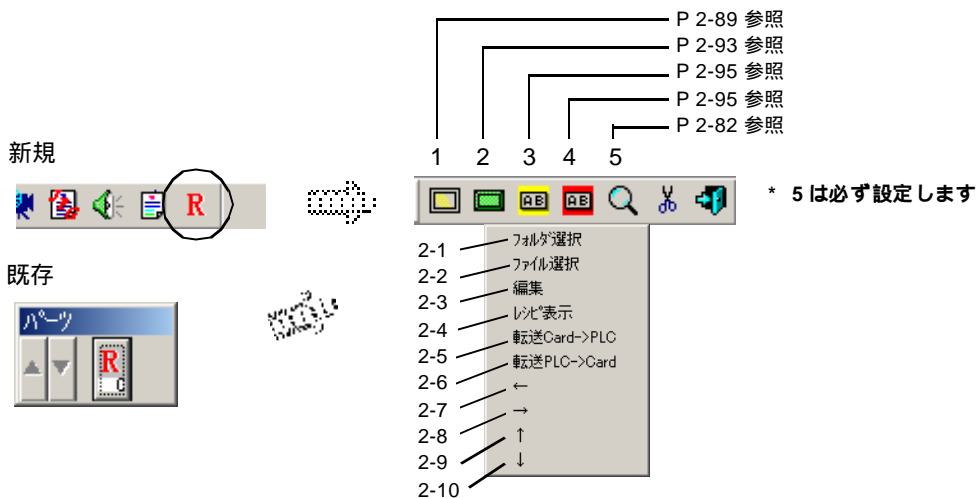 P 2-89 参照
P 2-93 参照
P 2-95 参照
P 2-95 参照
P 2-82 参照
1 2 3 4 5
新規
R
AB AB
* 5 は必ず設定します
既存
パーツ
R
C
2-1 フォルダ選択
2-2 ファイル選択
2-3 編集
2-4 レシピ表示
2-5 転送Card->PLC
2-6 転送PLC->Card
2-7 ←
2-8 →
2-9 ↑
2-10 ↓